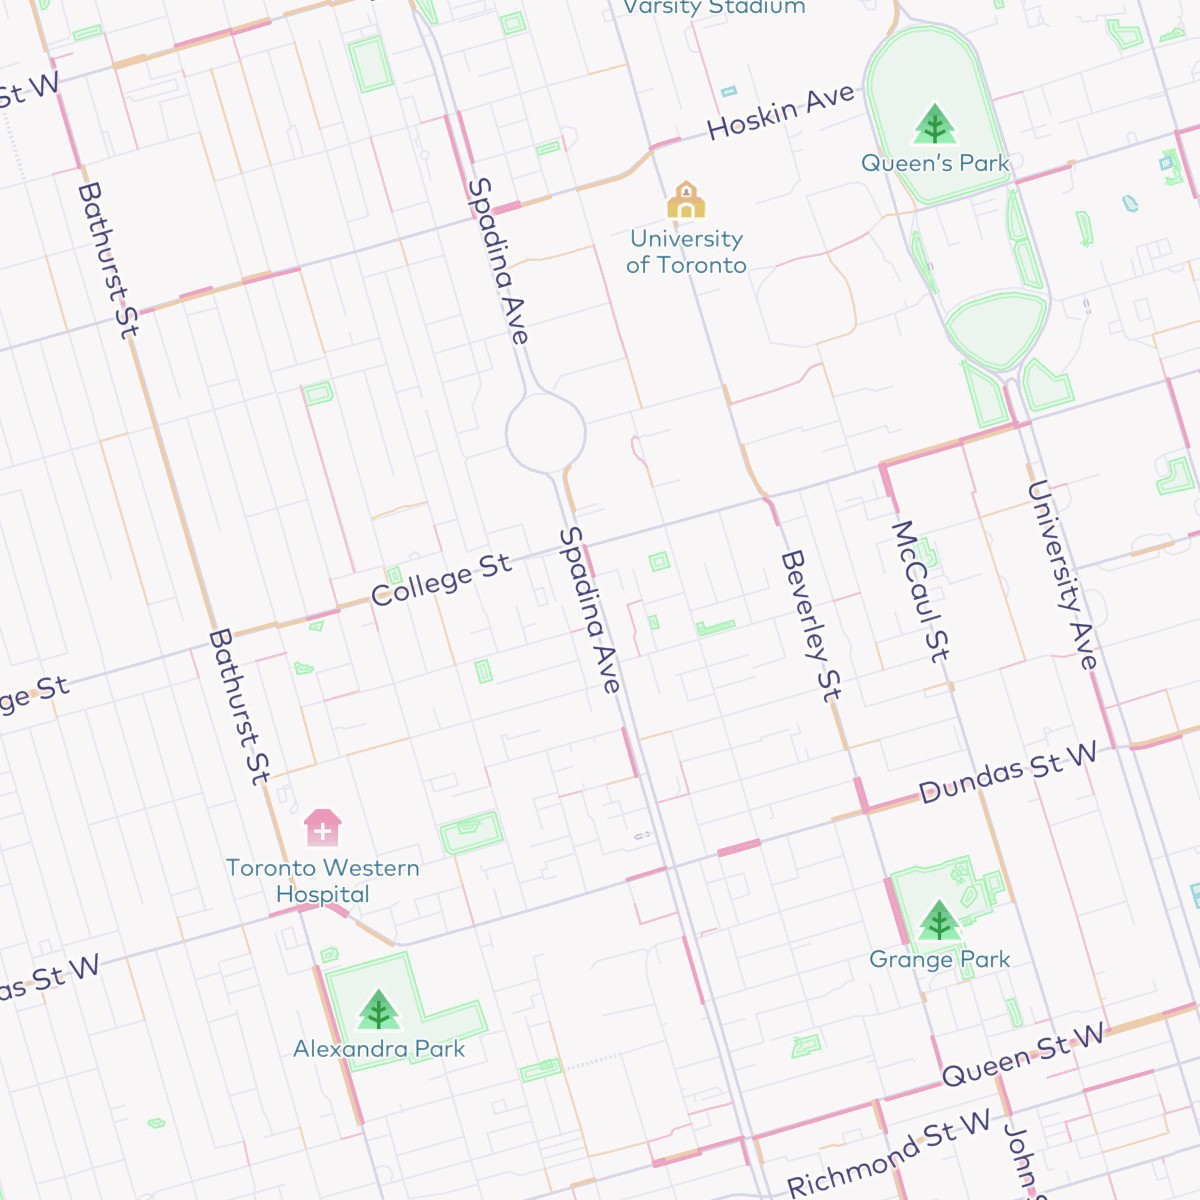 Varsity Stadium
St W
Hoskin Ave
Queen's Park
Bathurst St
Spadina Ave
University
of Toronto
College St
Spadina Ave
Beverley St
McCaul St
University Ave
ge St
Bathurst St
Dundas St W
Toronto Western
Hospital
as St W
Grange Park
Alexandra Park
Queen St W
Richmond St W
John S